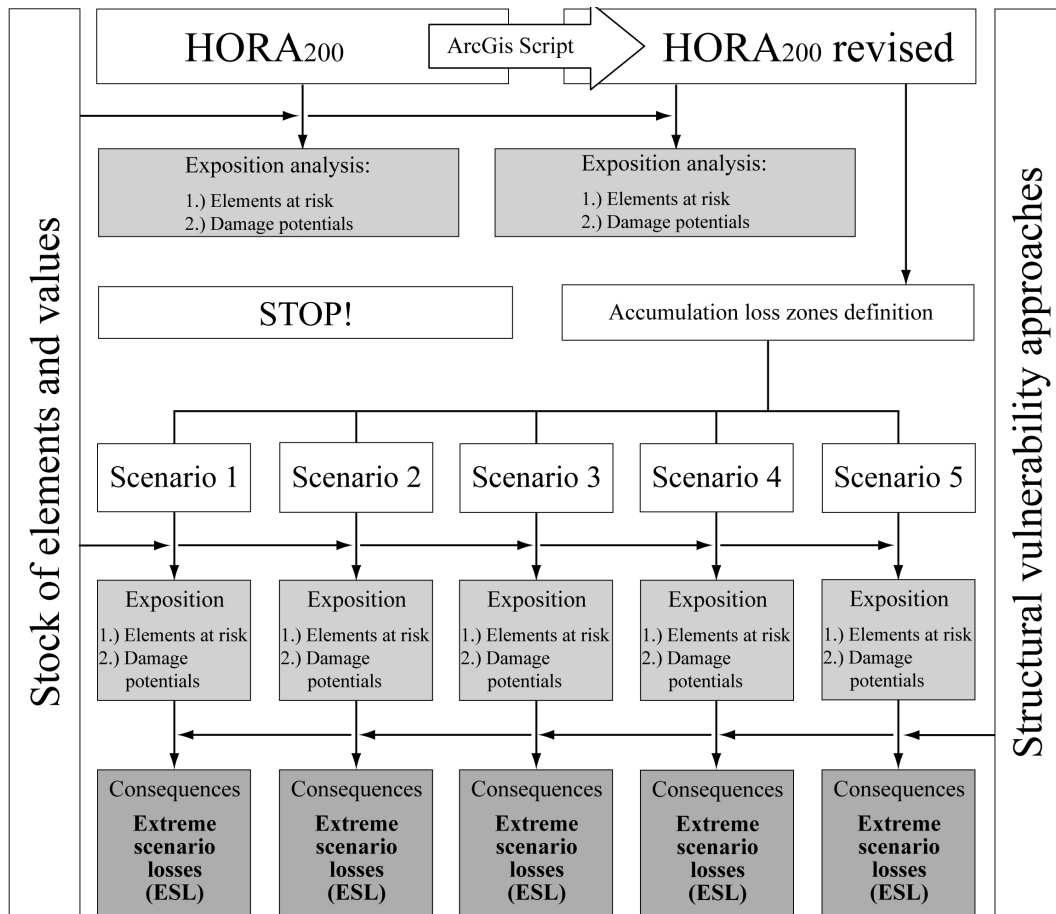 HORA200
ArcGis Script
HORA200 revised
Stock of elements and values
Structural vulnerability approaches
Exposition analysis:
1.) Elements at risk
2.) Damage potentials
Exposition analysis:
1.) Elements at risk
2.) Damage potentials
STOP!
Accumulation loss zones definition
Scenario 1
Scenario 2
Scenario 3
Scenario 4
Scenario 5
Exposition
1.) Elements at risk
2.) Damage
potentials
Exposition
1.) Elements at risk
2.) Damage
potentials
Exposition
1.) Elements at risk
2.) Damage
potentials
Exposition
1.) Elements at risk
2.) Damage
potentials
Exposition
1.) Elements at risk
2.) Damage
potentials
Consequences
Extreme
scenario
losses
(ESL)
Consequences
Extreme
scenario
losses
(ESL)
Consequences
Extreme
scenario
losses
(ESL)
Consequences
Extreme
scenario
losses
(ESL)
Consequences
Extreme
scenario
losses
(ESL)